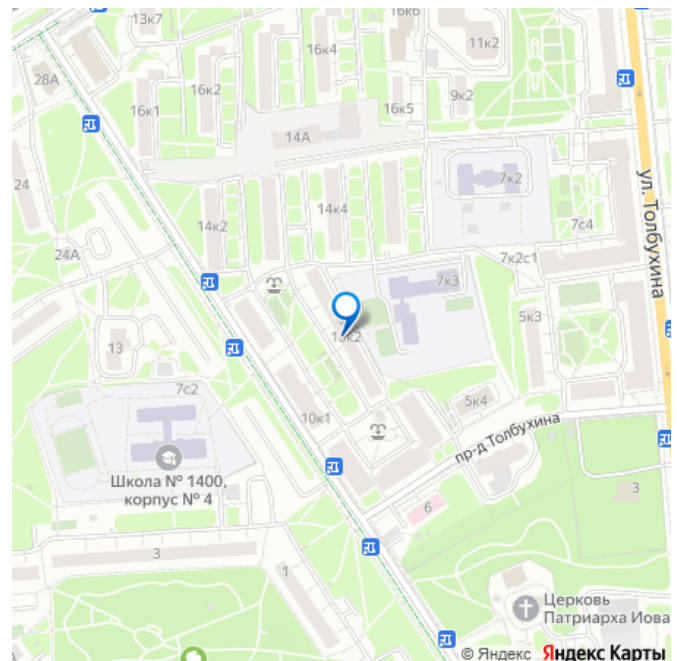 13к7
16к4
16к6
11к2
28А
16к2
16к1
9к2
16к5
14А
24
7к2
14к2
14к4
7с4
ул. Толбухина
24А
7к2с1
7к3
5к3
10к2
13
7с2
5к4
10к1
пр-д Толбухина
Школа № 1400,
корпус № 4
3
6
3
1
Церковь
Патриарха Иова
© Яндекс Яндекс Карты